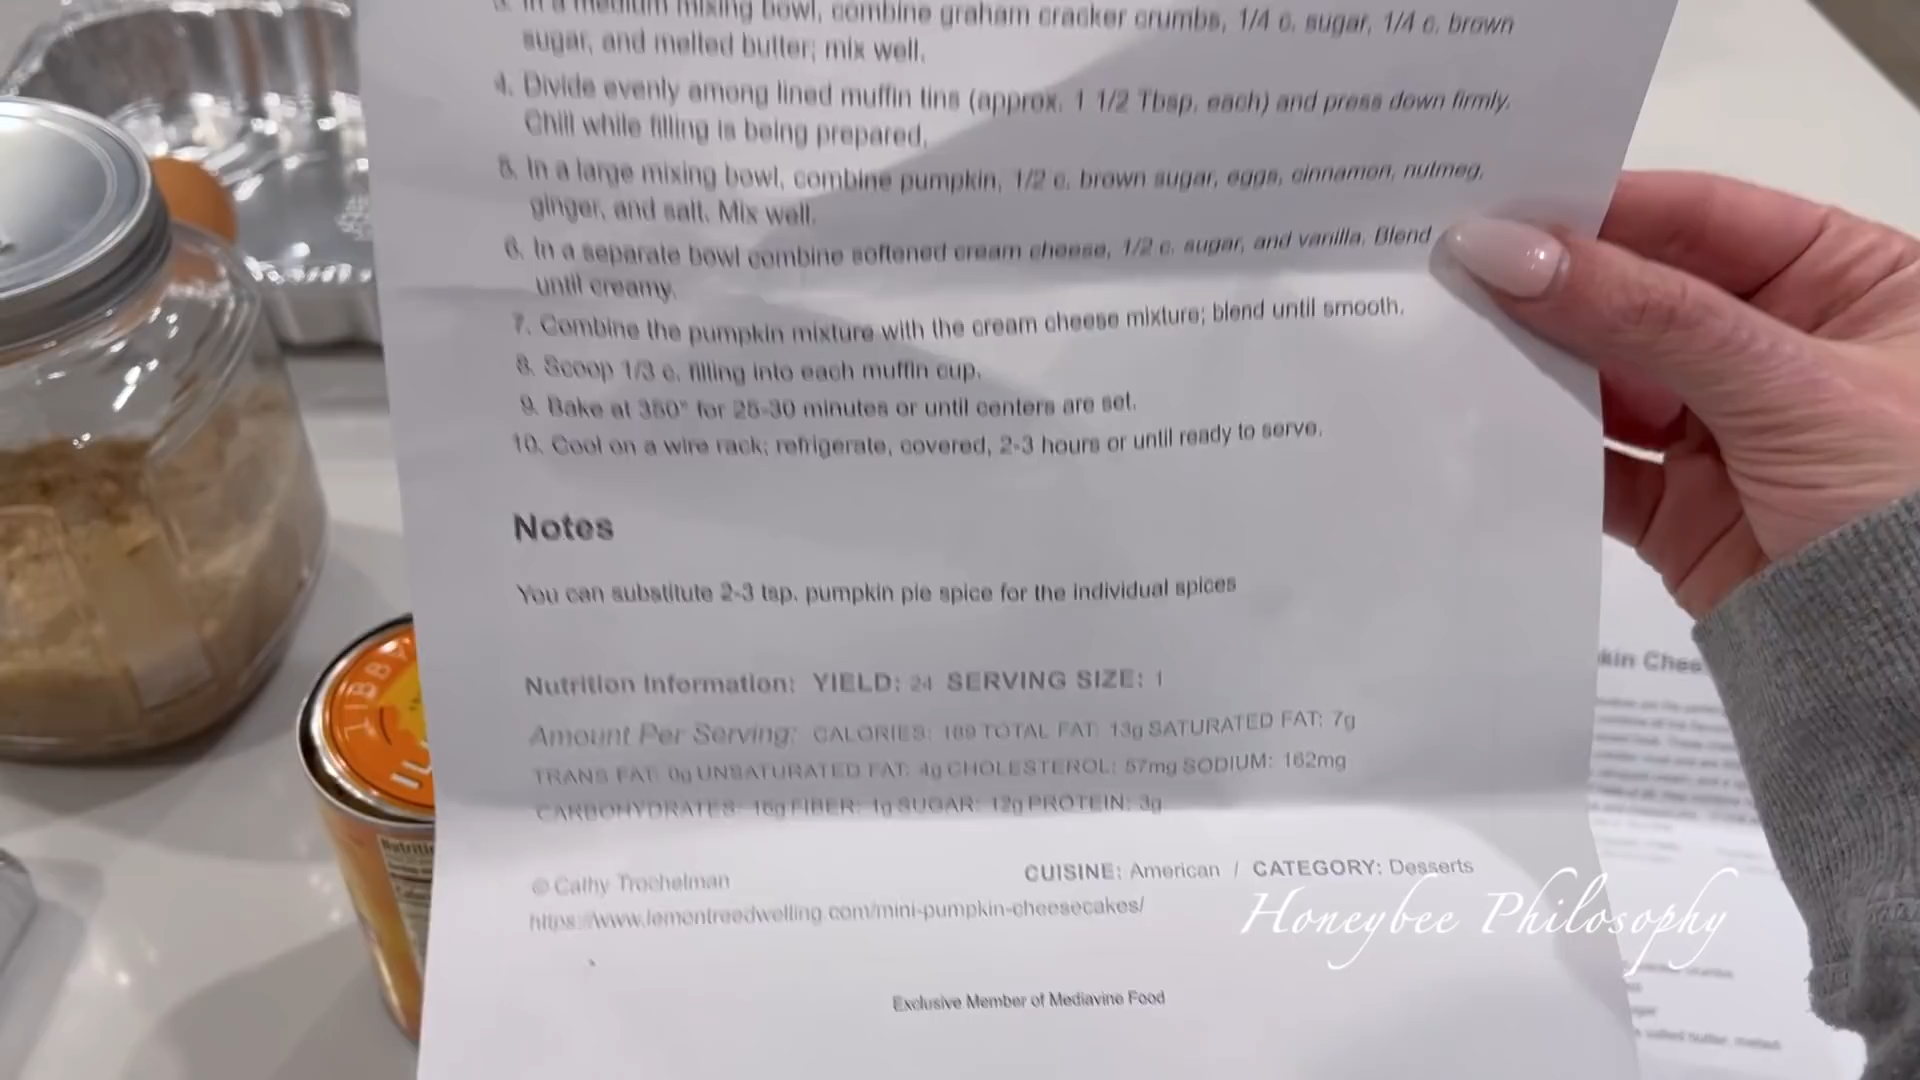 3. In a medium mixing bowl, combine graham cracker crumbs, 1/4 c. sugar, 1/4 c. brown
sugar, and melted butter; mix well.
4. Divide evenly among lined muffin tins (approx. 1 1/2 Tbsp. each) and press down firmly.
Chill while filling is being prepared.
5. In a large mixing bowl, combine pumpkin, 1/2 c. brown sugar, eggs, cinnamon, nutmeg,
ginger, and salt. Mix well.
6. In a separate bowl combine softened cream cheese, 1/2 c. sugar, and vanilla. Blend
until creamy.
7. Combine the pumpkin mixture with the cream cheese mixture; blend until smooth.
8. Scoop 1/3 c. filling into each muffin cup.
9. Bake at 350° for 25-30 minutes or until centers are set.
10. Cool on a wire rack; refrigerate, covered, 2-3 hours or until ready to serve.
Notes
You can substitute 2-3 tsp. pumpkin pie spice for the individual spices
Nutrition Information: YIELD: 24 SERVING SIZE: 1
Amount Per Serving: CALORIES: 189 TOTAL FAT: 13g SATURATED FAT: 7g
TRANS FAT: 0g UNSATURATED FAT: 4g CHOLESTEROL: 57mg SODIUM: 162mg
CARBOHYDRATES: 16g FIBER: 1g SUGAR: 12g PROTEIN: 3g
© Cathy Trochelman
CUISINE: American / CATEGORY: Desserts
https://www.lemontreedwelling.com/mini-pumpkin-cheesecakes/
Honeybee Philosophy
Exclusive Member of Mediavine Food
LIBBY
Nutriti
kin Chee
salted butter, melted